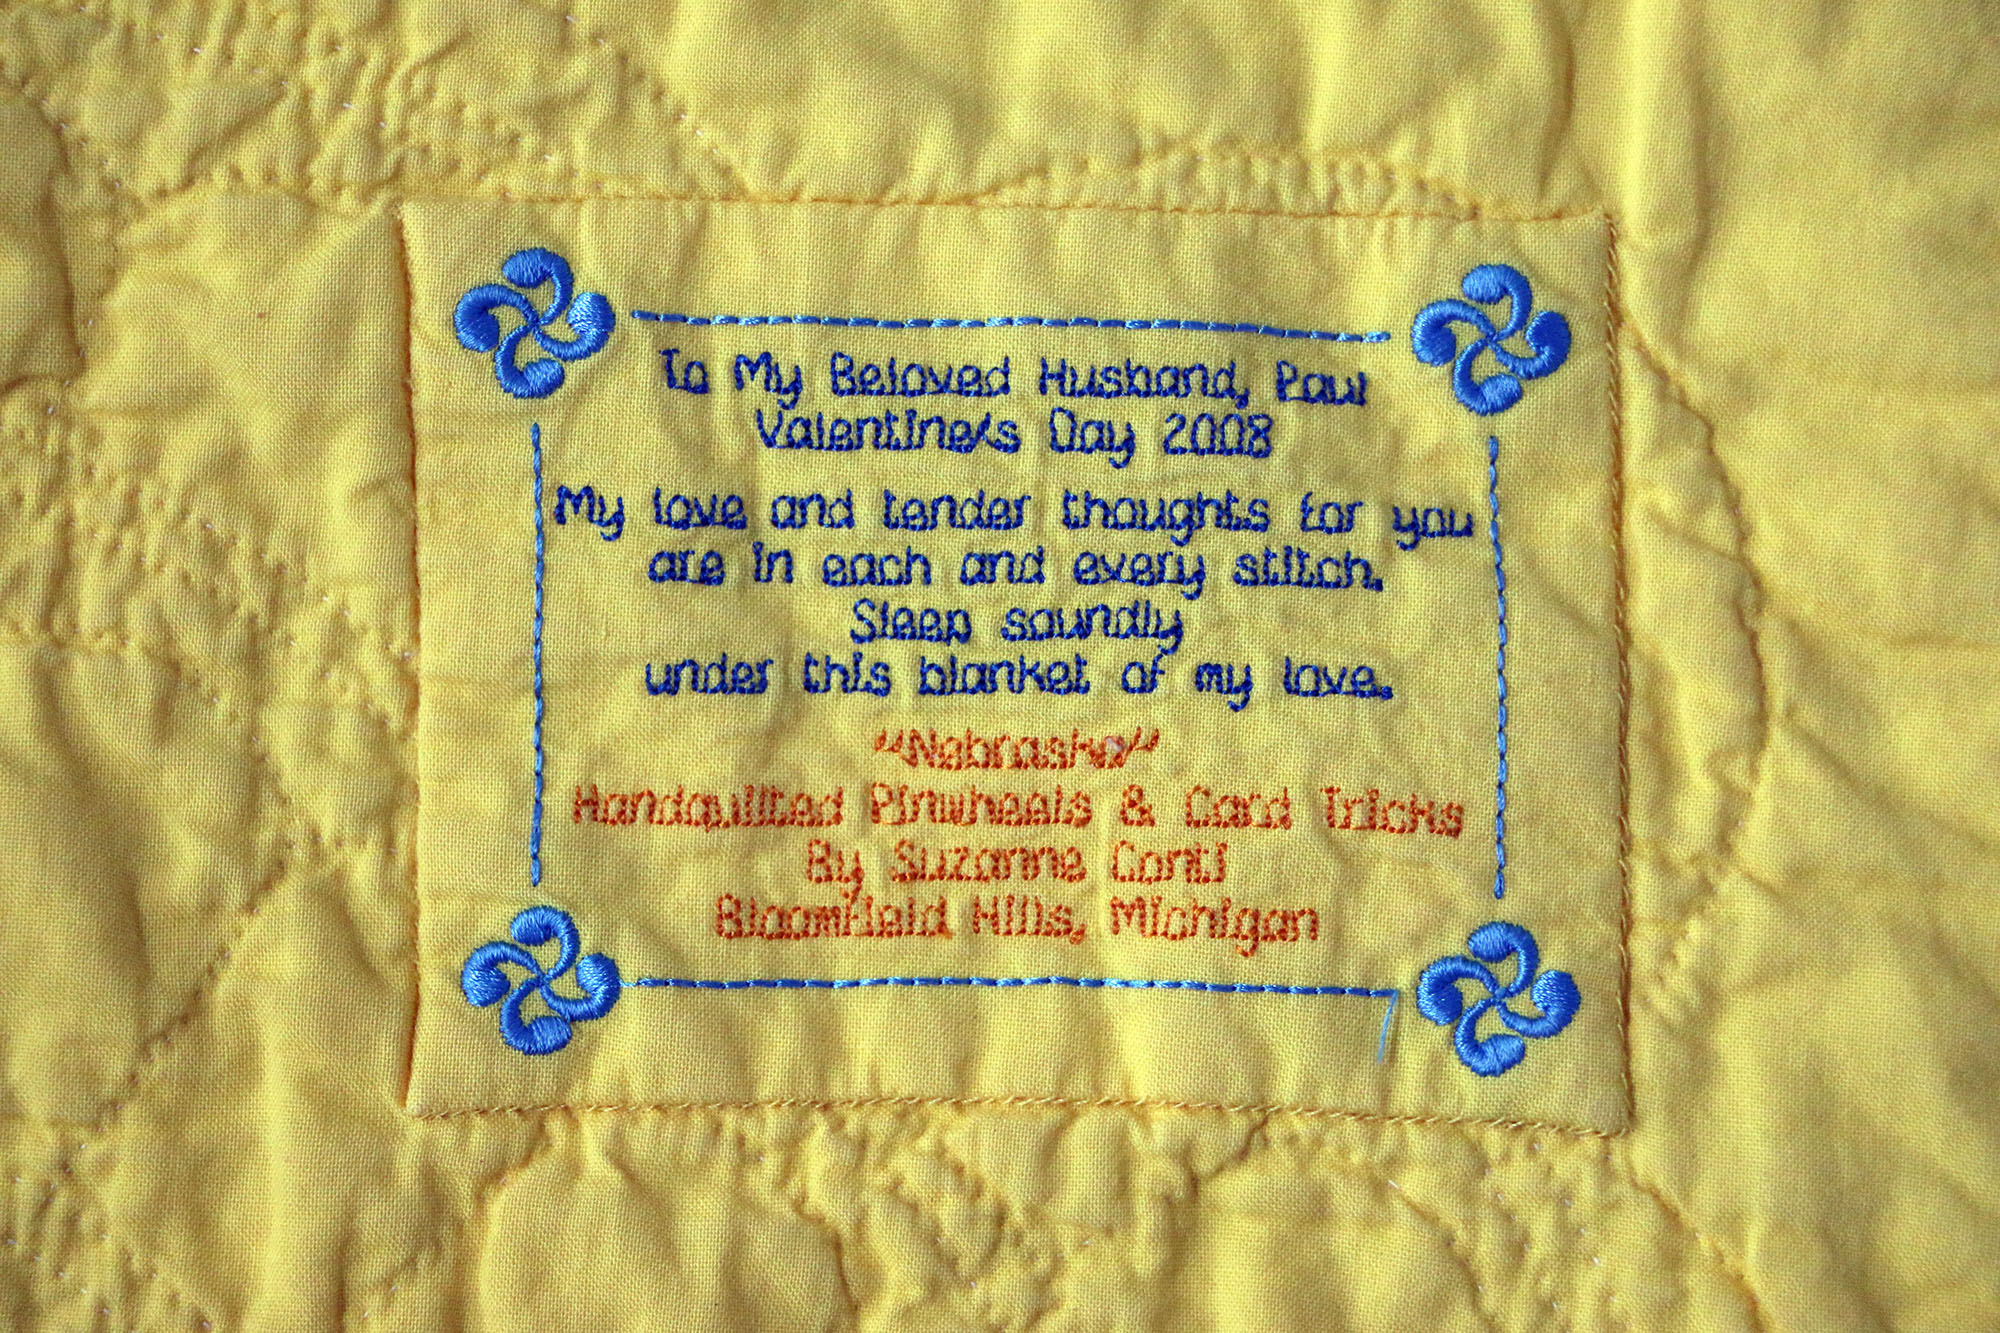 To My Beloved Husband, Paul
Valentine's Day 2008
My love and tender thoughts for you
are in each and every stitch.
Sleep soundly
under this blanket of my love.
"Nebraska"
Handquilted Pinwheels & Card Tricks
By Suzanne Conti
Bloomfield Hills, Michigan